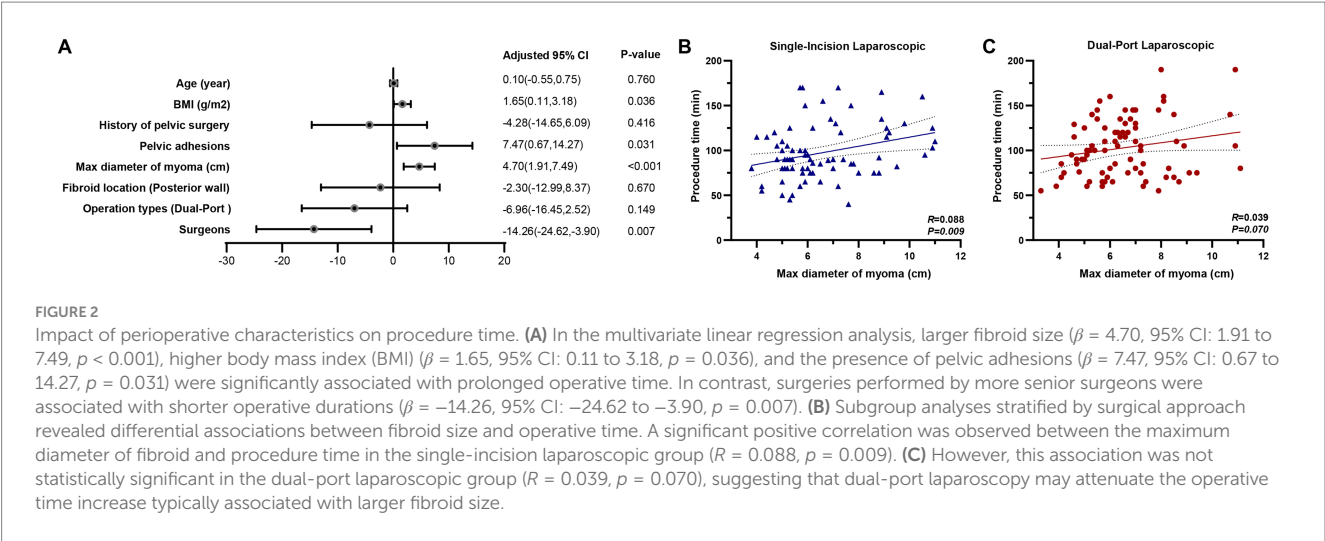 A
Adjusted 95% CI P-value
Age (year) 0.10(-0.55,0.75) 0.760
BMI (g/m2) 1.65(0.11,3.18) 0.036
History of pelvic surgery -4.28(-14.65,6.09) 0.416
Pelvic adhesions 7.47(0.67,14.27) 0.031
Max diameter of myoma (cm) 4.70(1.91,7.49) <0.001
Fibroid location (Posterior wall) -2.30(-12.99,8.37) 0.670
Operation types (Dual-Port ) -6.96(-16.45,2.52) 0.149
Surgeons -14.26(-24.62,-3.90) 0.007
-30 -20 -10 0 10 20
B
Single-Incision Laparoscopic
Procedure time (min)
200
150
100
50
0
R=0.088
P=0.009
4 6 8 10 12
Max diameter of myoma (cm)
C
Dual-Port Laparoscopic
Procedure time (min)
200
150
100
50
0
R=0.039
P=0.070
4 6 8 10 12
Max diameter of myoma (cm)
FIGURE 2
Impact of perioperative characteristics on procedure time. (A) In the multivariate linear regression analysis, larger fibroid size (β = 4.70, 95% CI: 1.91 to
7.49, p < 0.001), higher body mass index (BMI) (β = 1.65, 95% CI: 0.11 to 3.18, p = 0.036), and the presence of pelvic adhesions (β = 7.47, 95% CI: 0.67 to
14.27, p = 0.031) were significantly associated with prolonged operative time. In contrast, surgeries performed by more senior surgeons were
associated with shorter operative durations (β = −14.26, 95% CI: −24.62 to −3.90, p = 0.007). (B) Subgroup analyses stratified by surgical approach
revealed differential associations between fibroid size and operative time. A significant positive correlation was observed between the maximum
diameter of fibroid and procedure time in the single-incision laparoscopic group (R = 0.088, p = 0.009). (C) However, this association was not
statistically significant in the dual-port laparoscopic group (R = 0.039, p = 0.070), suggesting that dual-port laparoscopy may attenuate the operative
time increase typically associated with larger fibroid size.